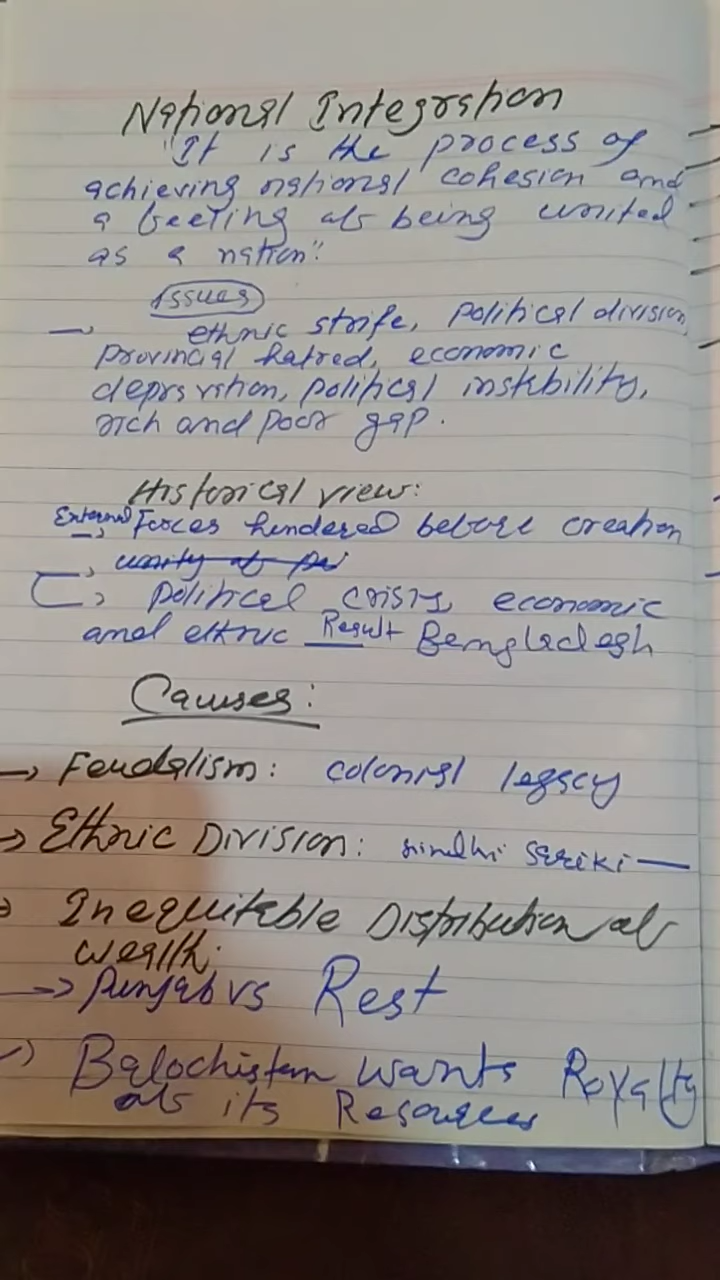 National Integration
"It is the process of
achieving national cohesion and
a feeling of being united
as a nation".
Issues
→ ethnic strife, political division,
provincial hatred, economic
deprivation, political instability,
rich and poor gap.
Historical view:
External Forces hendered before creation
→ unity of
→ political crisis, economic
and ethnic Result Bengladesh
Causes:
→ Feudalism: colonial legacy
→ Ethnic Division: sindhi Sariki —
→ Inequitable Distribution of
wealth.
→ punjab vs Rest
→ Balochistan wants Royalty
of its Resources